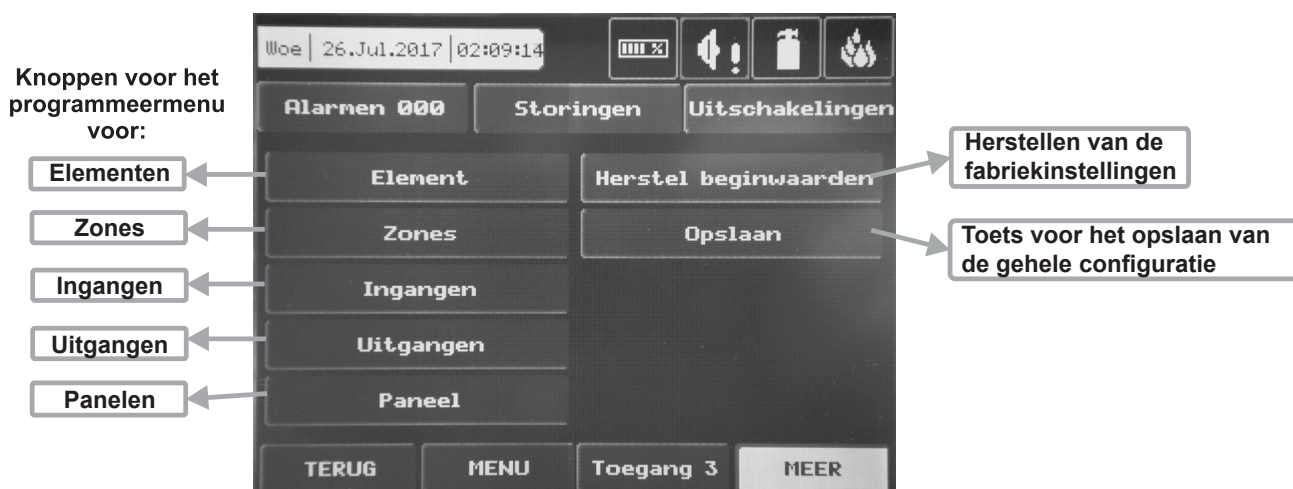 Knoppen voor het
programmeermenu
voor:
Elementen
Zones
Ingangen
Uitgangen
Panelen
Woe 26.Jul.2017 02:09:14
%
Alarmen 000 Storingen Uitschakelingen
Element Herstel beginwaarden
Zones Opslaan
Ingangen
Uitgangen
Paneel
TERUG MENU Toegang 3 MEER
Herstellen van de
fabriekinstellingen
Toets voor het opslaan van
de gehele configuratie